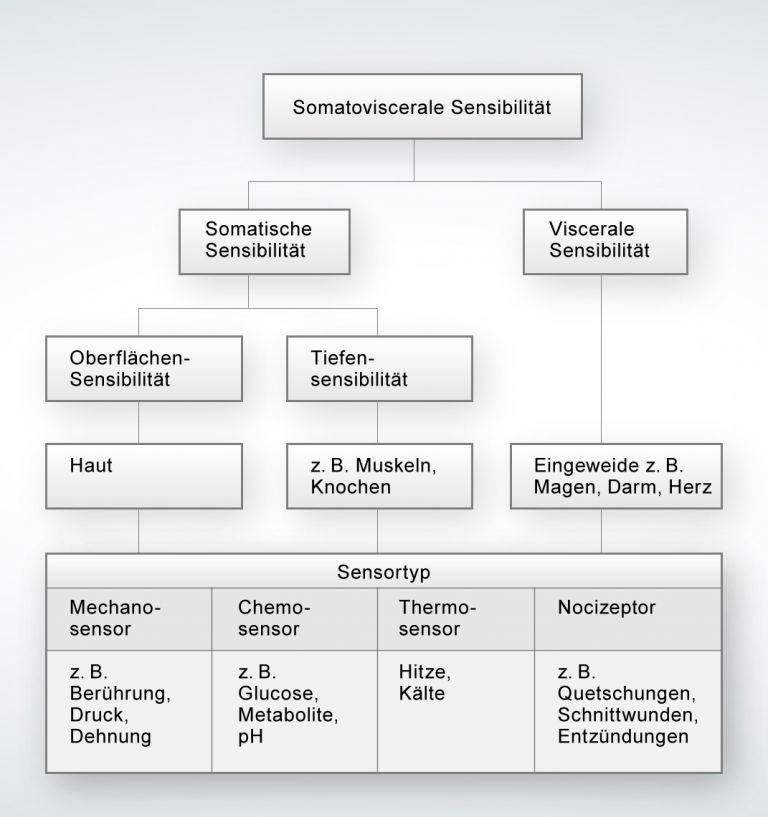 Somatoviscerale Sensibilität
Somatische
Sensibilität
Viscerale
Sensibilität
Oberflächen-
Sensibilität
Tiefen-
sensibilität
Haut
z. B. Muskeln,
Knochen
Eingeweide z. B.
Magen, Darm, Herz
Sensortyp
Mechano-
sensor
Chemo-
sensor
Thermo-
sensor
Nocizeptor
z. B.
Berührung,
Druck,
Dehnung
z. B.
Glucose,
Metabolite,
pH
Hitze,
Kälte
z. B.
Quetschungen,
Schnittwunden,
Entzündungen